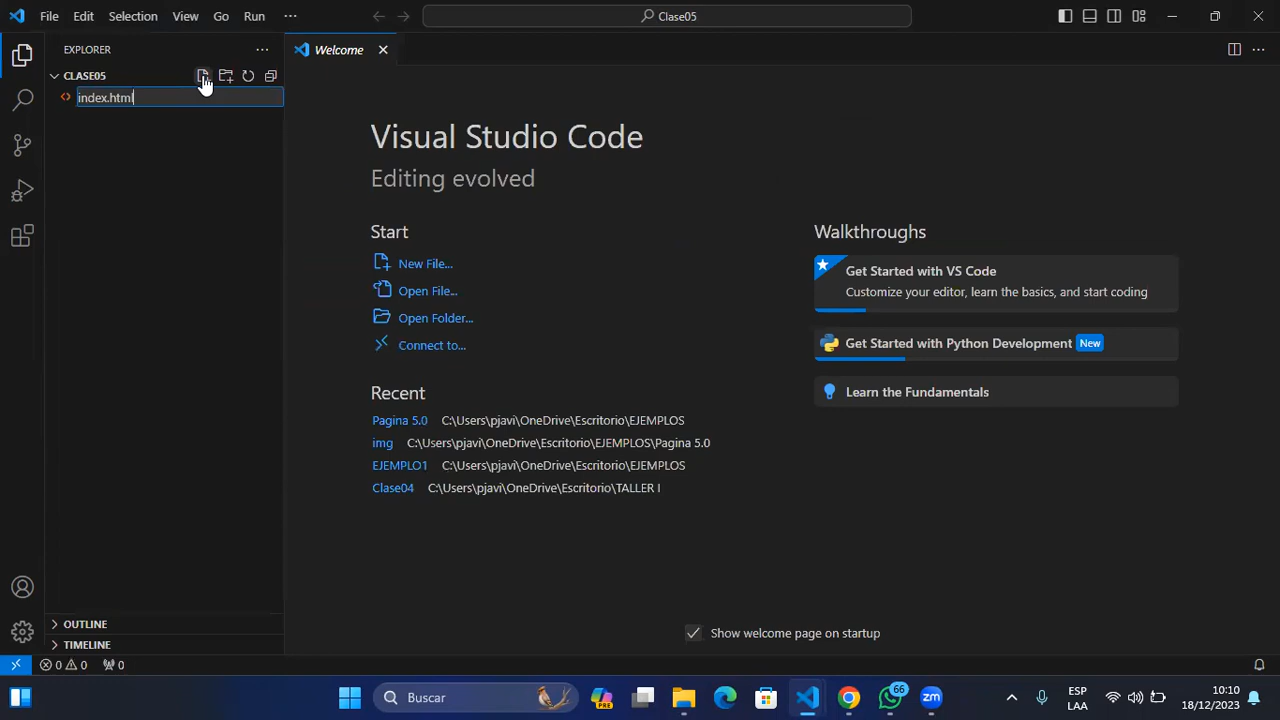 File Edit Selection View Go Run ··· Clase05
EXPLORER ···
Welcome
CLASE05
index.html
Visual Studio Code
Editing evolved
Start
New File...
Open File...
Open Folder...
Connect to...
Recent
Pagina 5.0 C:\Users\pjavi\OneDrive\Escritorio\EJEMPLOS
img C:\Users\pjavi\OneDrive\Escritorio\EJEMPLOS\Pagina 5.0
EJEMPLO1 C:\Users\pjavi\OneDrive\Escritorio\EJEMPLOS
Clase04 C:\Users\pjavi\OneDrive\Escritorio\TALLER I
Walkthroughs
Get Started with VS Code
Customize your editor, learn the basics, and start coding
Get Started with Python Development New
Learn the Fundamentals
Show welcome page on startup
OUTLINE
TIMELINE
0 0 0
Buscar
PRE
66
zm
ESP
LAA
10:10
18/12/2023